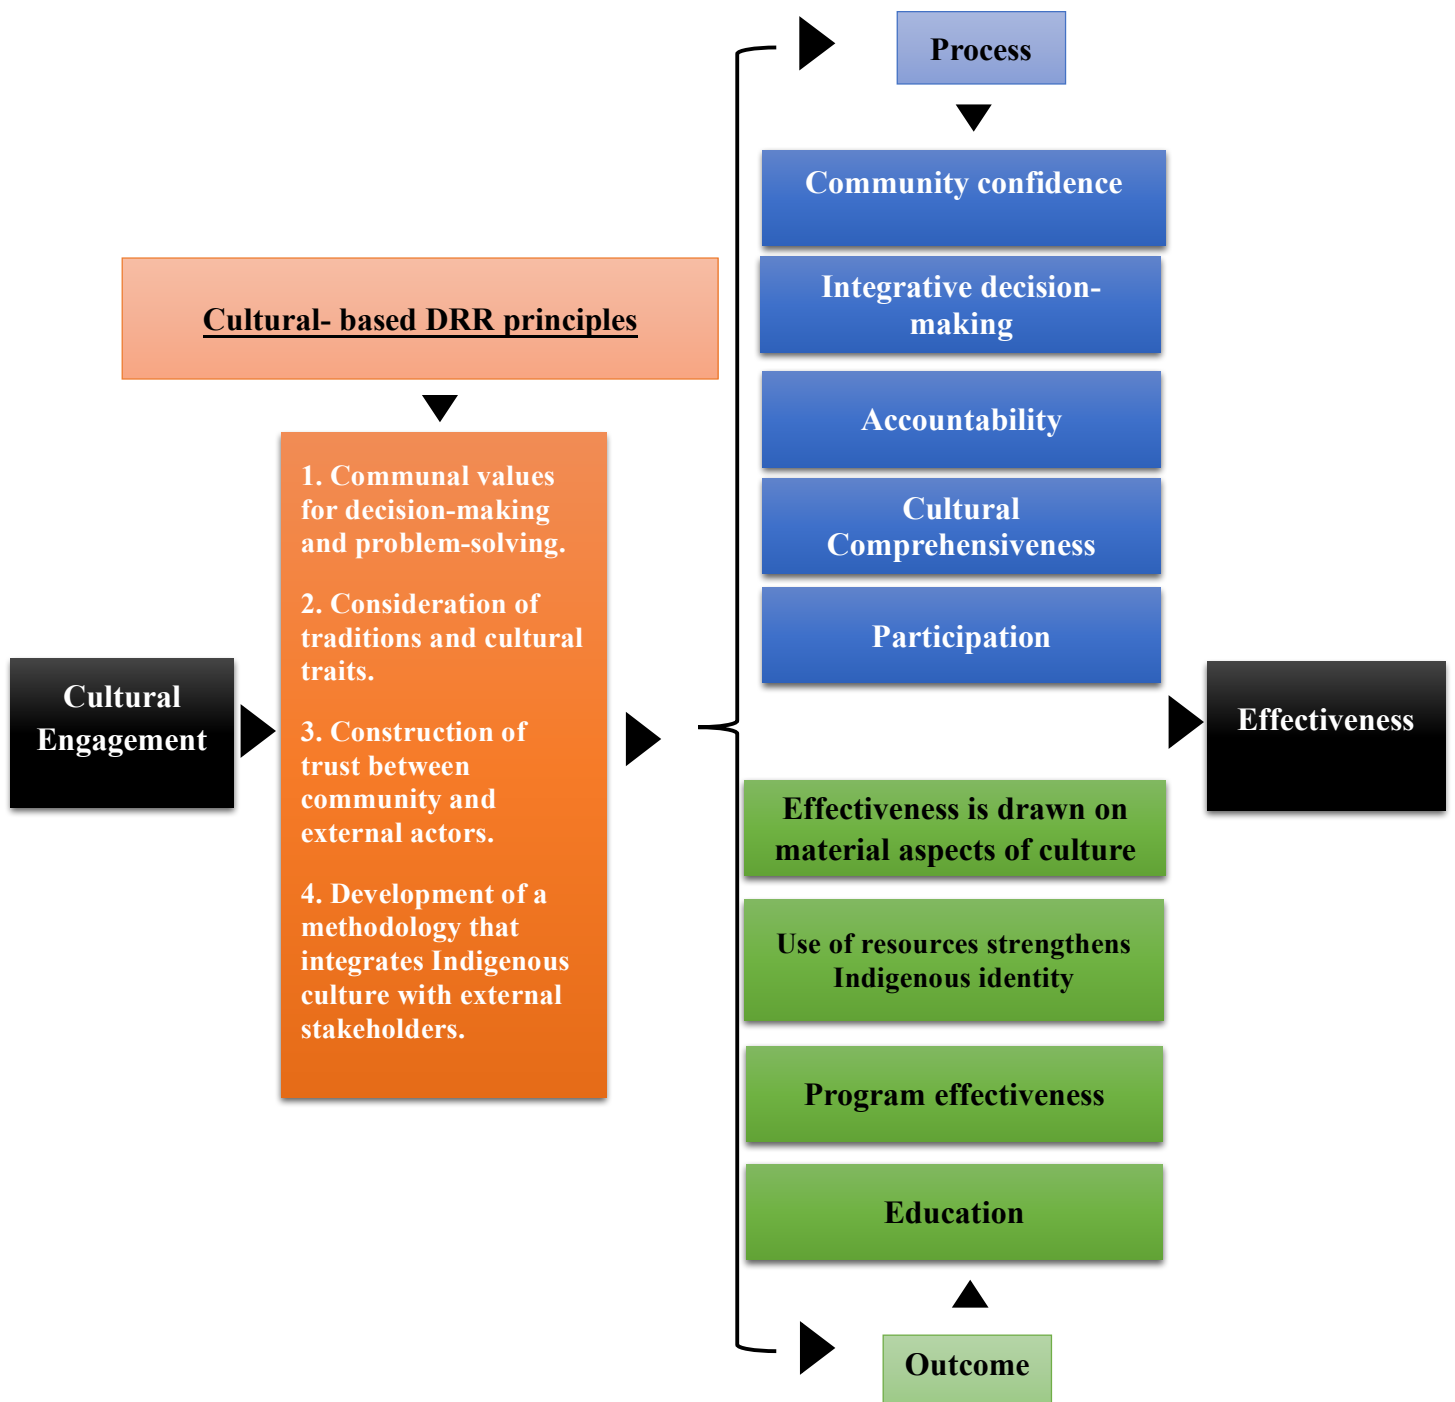 Process
Community confidence
Integrative decision-
making
Accountability
Cultural
Comprehensiveness
Participation
Cultural- based DRR principles
1. Communal values
for decision-making
and problem-solving.
2. Consideration of
traditions and cultural
traits.
3. Construction of
trust between
community and
external actors.
4. Development of a
methodology that
integrates Indigenous
culture with external
stakeholders.
Cultural
Engagement
Effectiveness
Effectiveness is drawn on
material aspects of culture
Use of resources strengthens
Indigenous identity
Program effectiveness
Education
Outcome